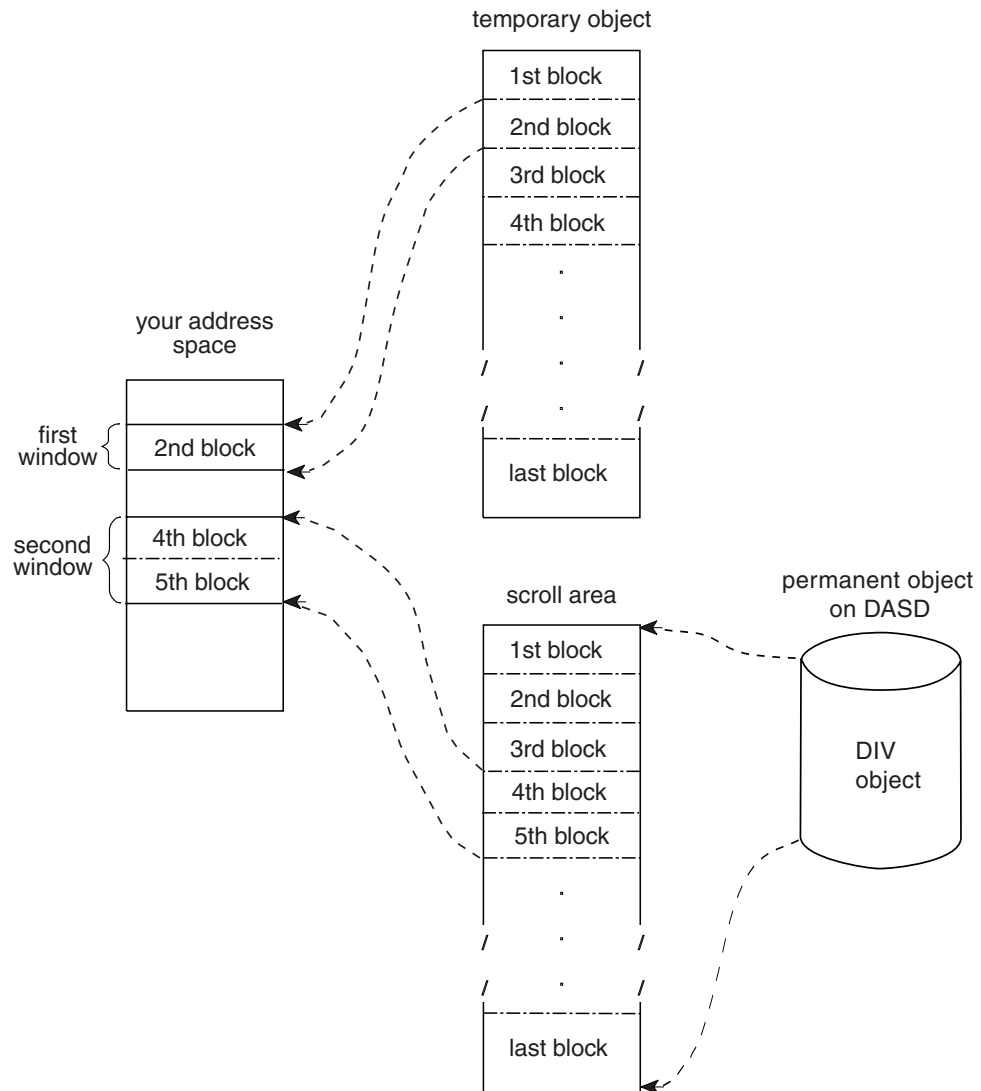 temporary object
1st block
2nd block
3rd block
4th block
last block
your address
space
first
window
2nd block
second
window
4th block
5th block
scroll area
1st block
2nd block
3rd block
4th block
5th block
last block
permanent object
on DASD
DIV
object